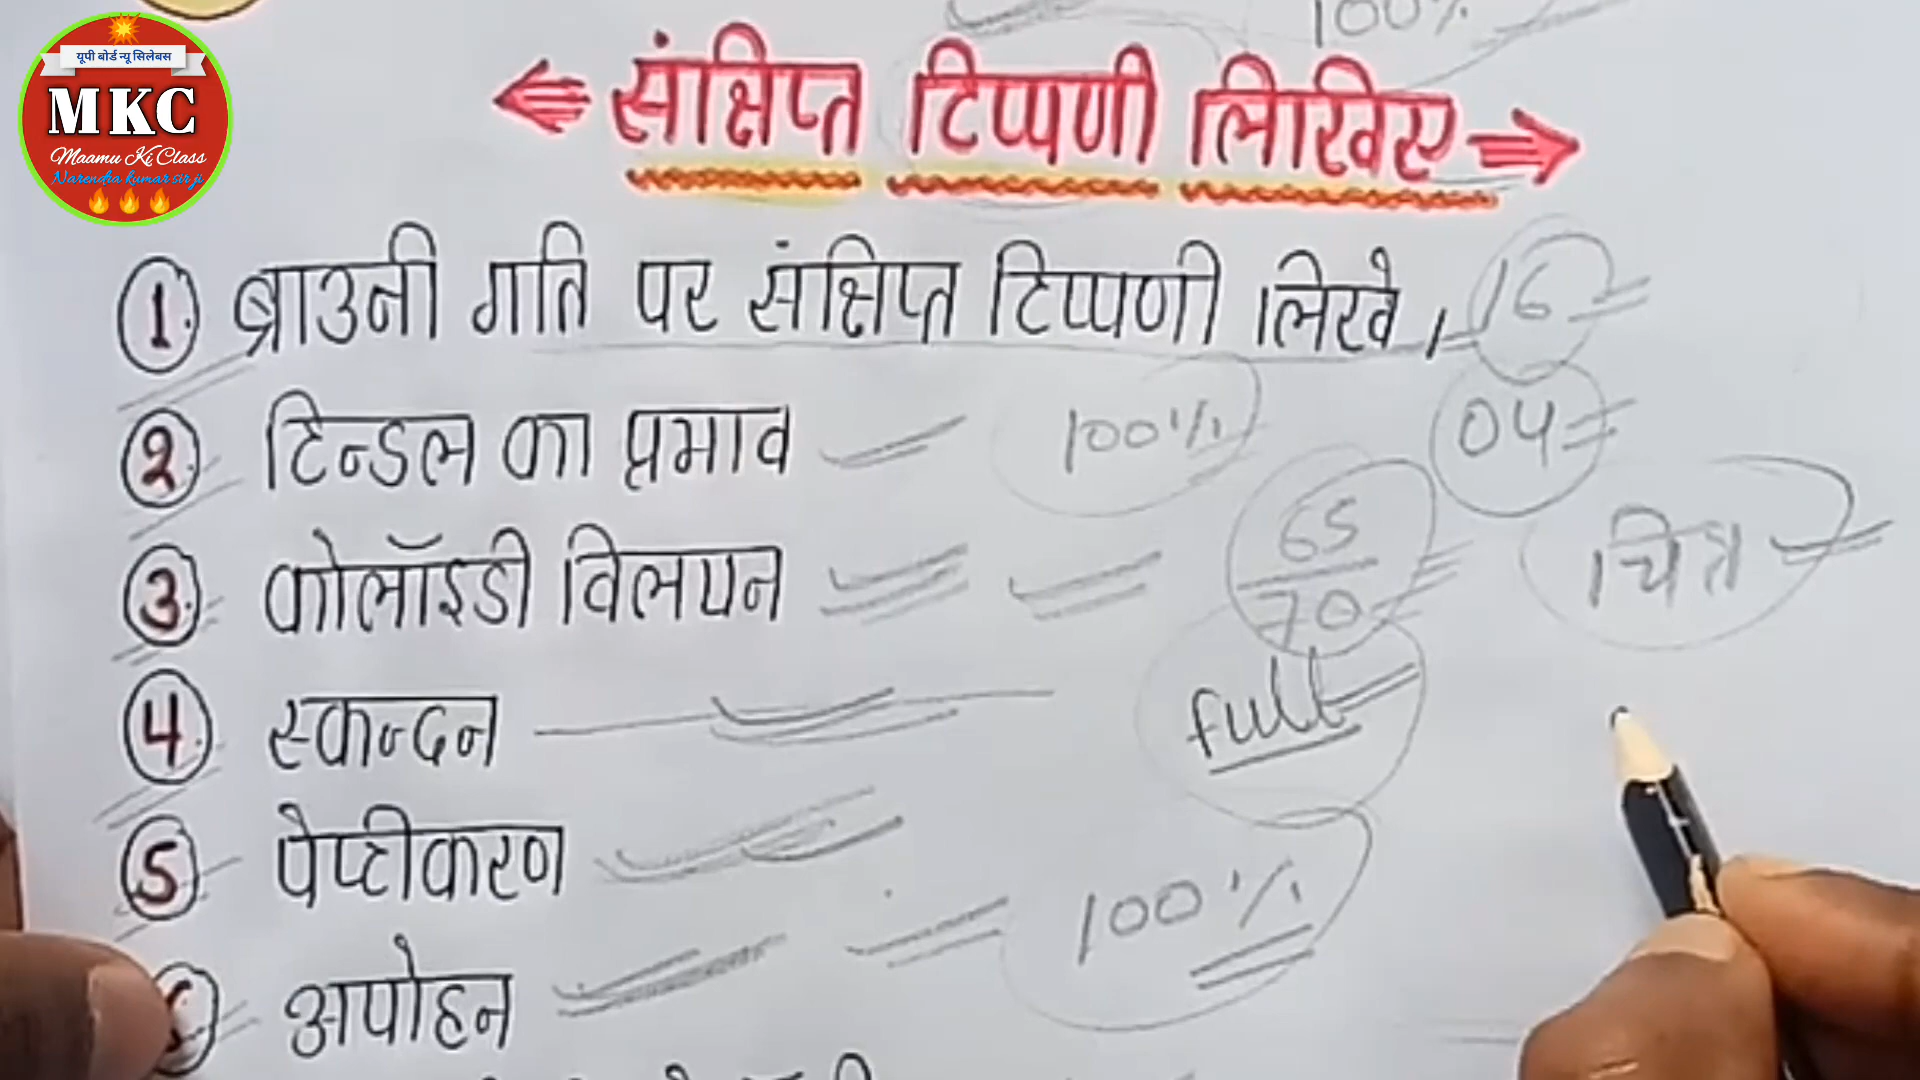 100%
यूपी बोर्ड न्यू सिलेबस
MKC
Maamu Ki Class
Narendra kumar sir ji
संक्षिप्त टिप्पणी लिखिए
1 ब्राउनी गति पर संक्षिप्त टिप्पणी लिखे। 16
2 टिन्डल का प्रभाव 100% 04
3 कोलॉइडी विलयन 65/70 चित्र
4 स्कन्दन full
5 पेप्टीकरण
100%
अपोहन